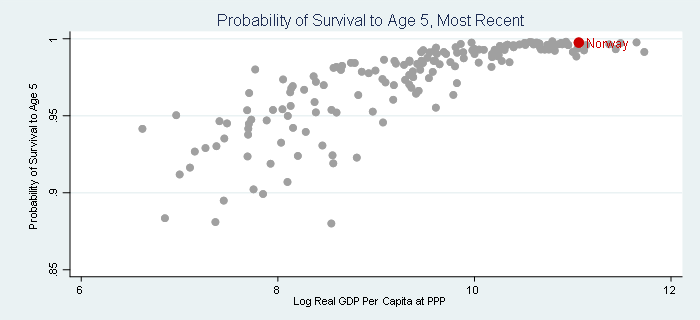 Probability of Survival to Age 5, Most Recent
Probability of Survival to Age 5
1
.95
.9
.85
Norway
6
8
10
12
Log Real GDP Per Capita at PPP